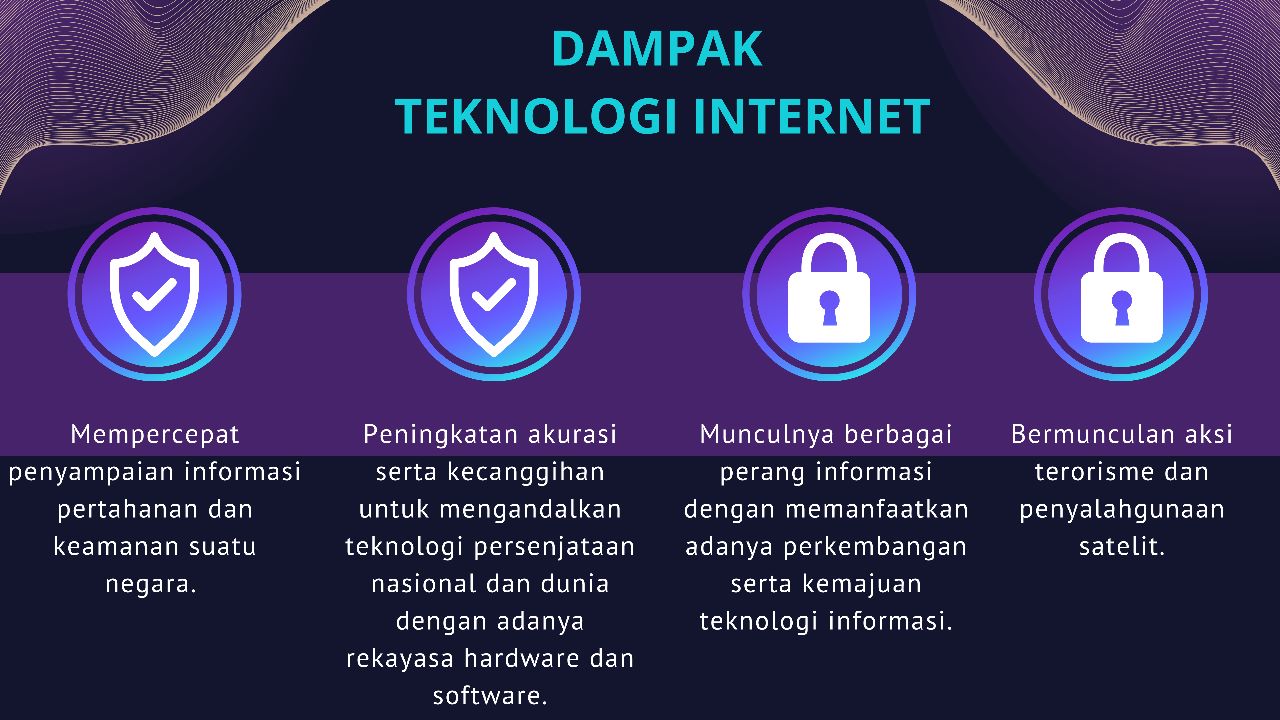 DAMPAK
TEKNOLOGI INTERNET
Mempercepat
penyampaian informasi
pertahanan dan
keamanan suatu
negara.
Peningkatan akurasi
serta kecanggihan
untuk mengandalkan
teknologi persenjataan
nasional dan dunia
dengan adanya
rekayasa hardware dan
software.
Munculnya berbagai
perang informasi
dengan memanfaatkan
adanya perkembangan
serta kemajuan
teknologi informasi.
Bermunculan aksi
terorisme dan
penyalahgunaan
satelit.